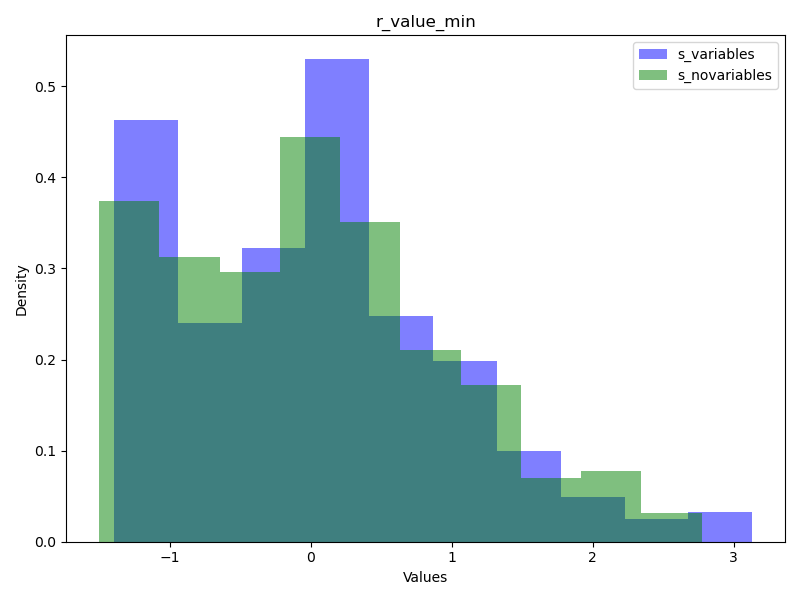 r_value_min
s_variables
s_novariables
Density
0.5
0.4
0.3
0.2
0.1
0.0
−1
0
1
2
3
Values